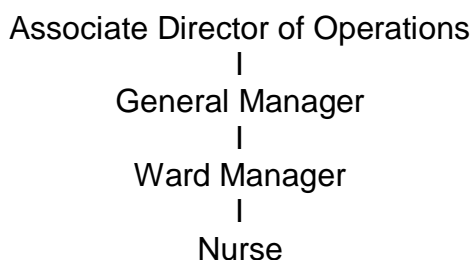 Associate Director of Operations
I
General Manager
I
Ward Manager
I
Nurse